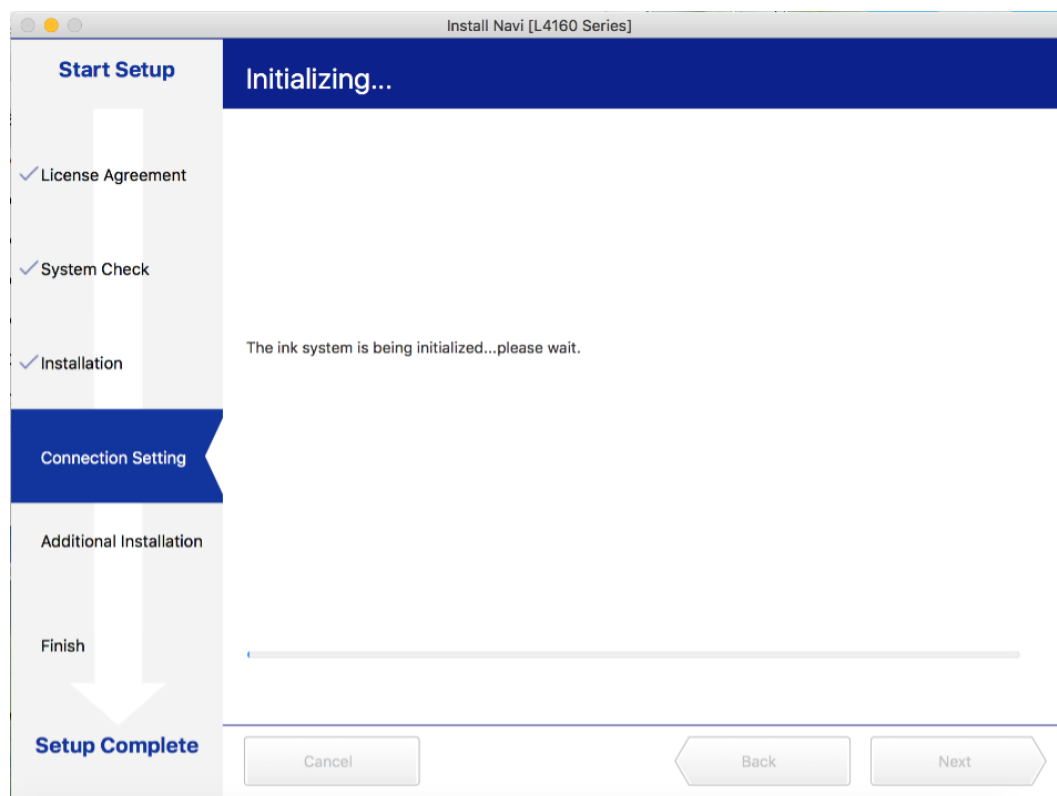 Install Navi [L4160 Series]
Start Setup
License Agreement
System Check
Installation
Connection Setting
Additional Installation
Finish
Setup Complete
Initializing...
The ink system is being initialized...please wait.
Cancel
Back
Next